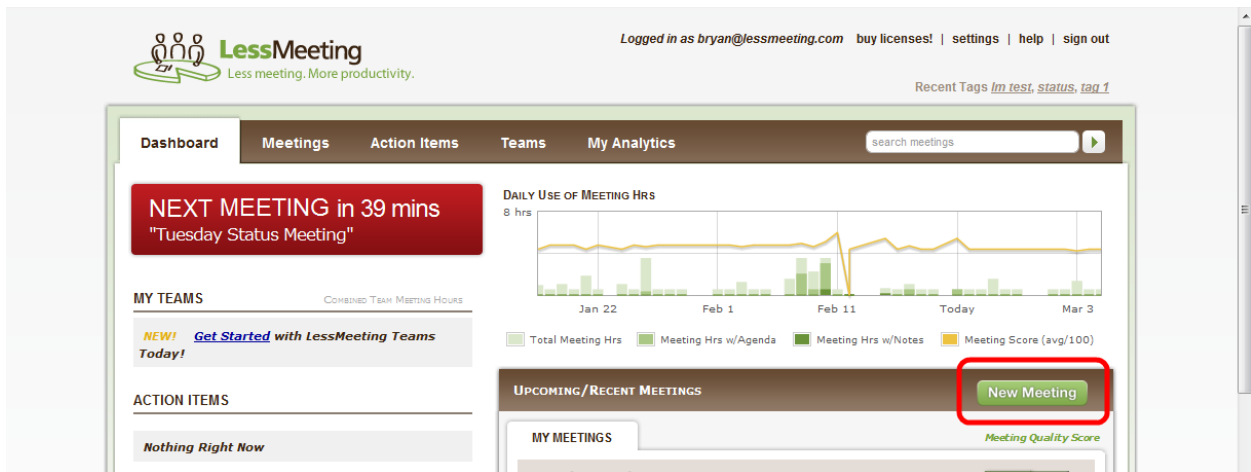 LessMeeting
Less meeting. More productivity.
Logged in as bryan@lessmeeting.com buy licenses! | settings | help | sign out
Recent Tags lm test, status, tag 1
Dashboard Meetings Action Items Teams My Analytics search meetings
NEXT MEETING in 39 mins
"Tuesday Status Meeting"
MY TEAMS COMBINED TEAM MEETING HOURS
NEW! Get Started with LessMeeting Teams
Today!
ACTION ITEMS
Nothing Right Now
DAILY USE OF MEETING HRS
8 hrs
Jan 22 Feb 1 Feb 11 Today Mar 3
Total Meeting Hrs Meeting Hrs w/Agenda Meeting Hrs w/Notes Meeting Score (avg/100)
UPCOMING/RECENT MEETINGS New Meeting
MY MEETINGS Meeting Quality Score